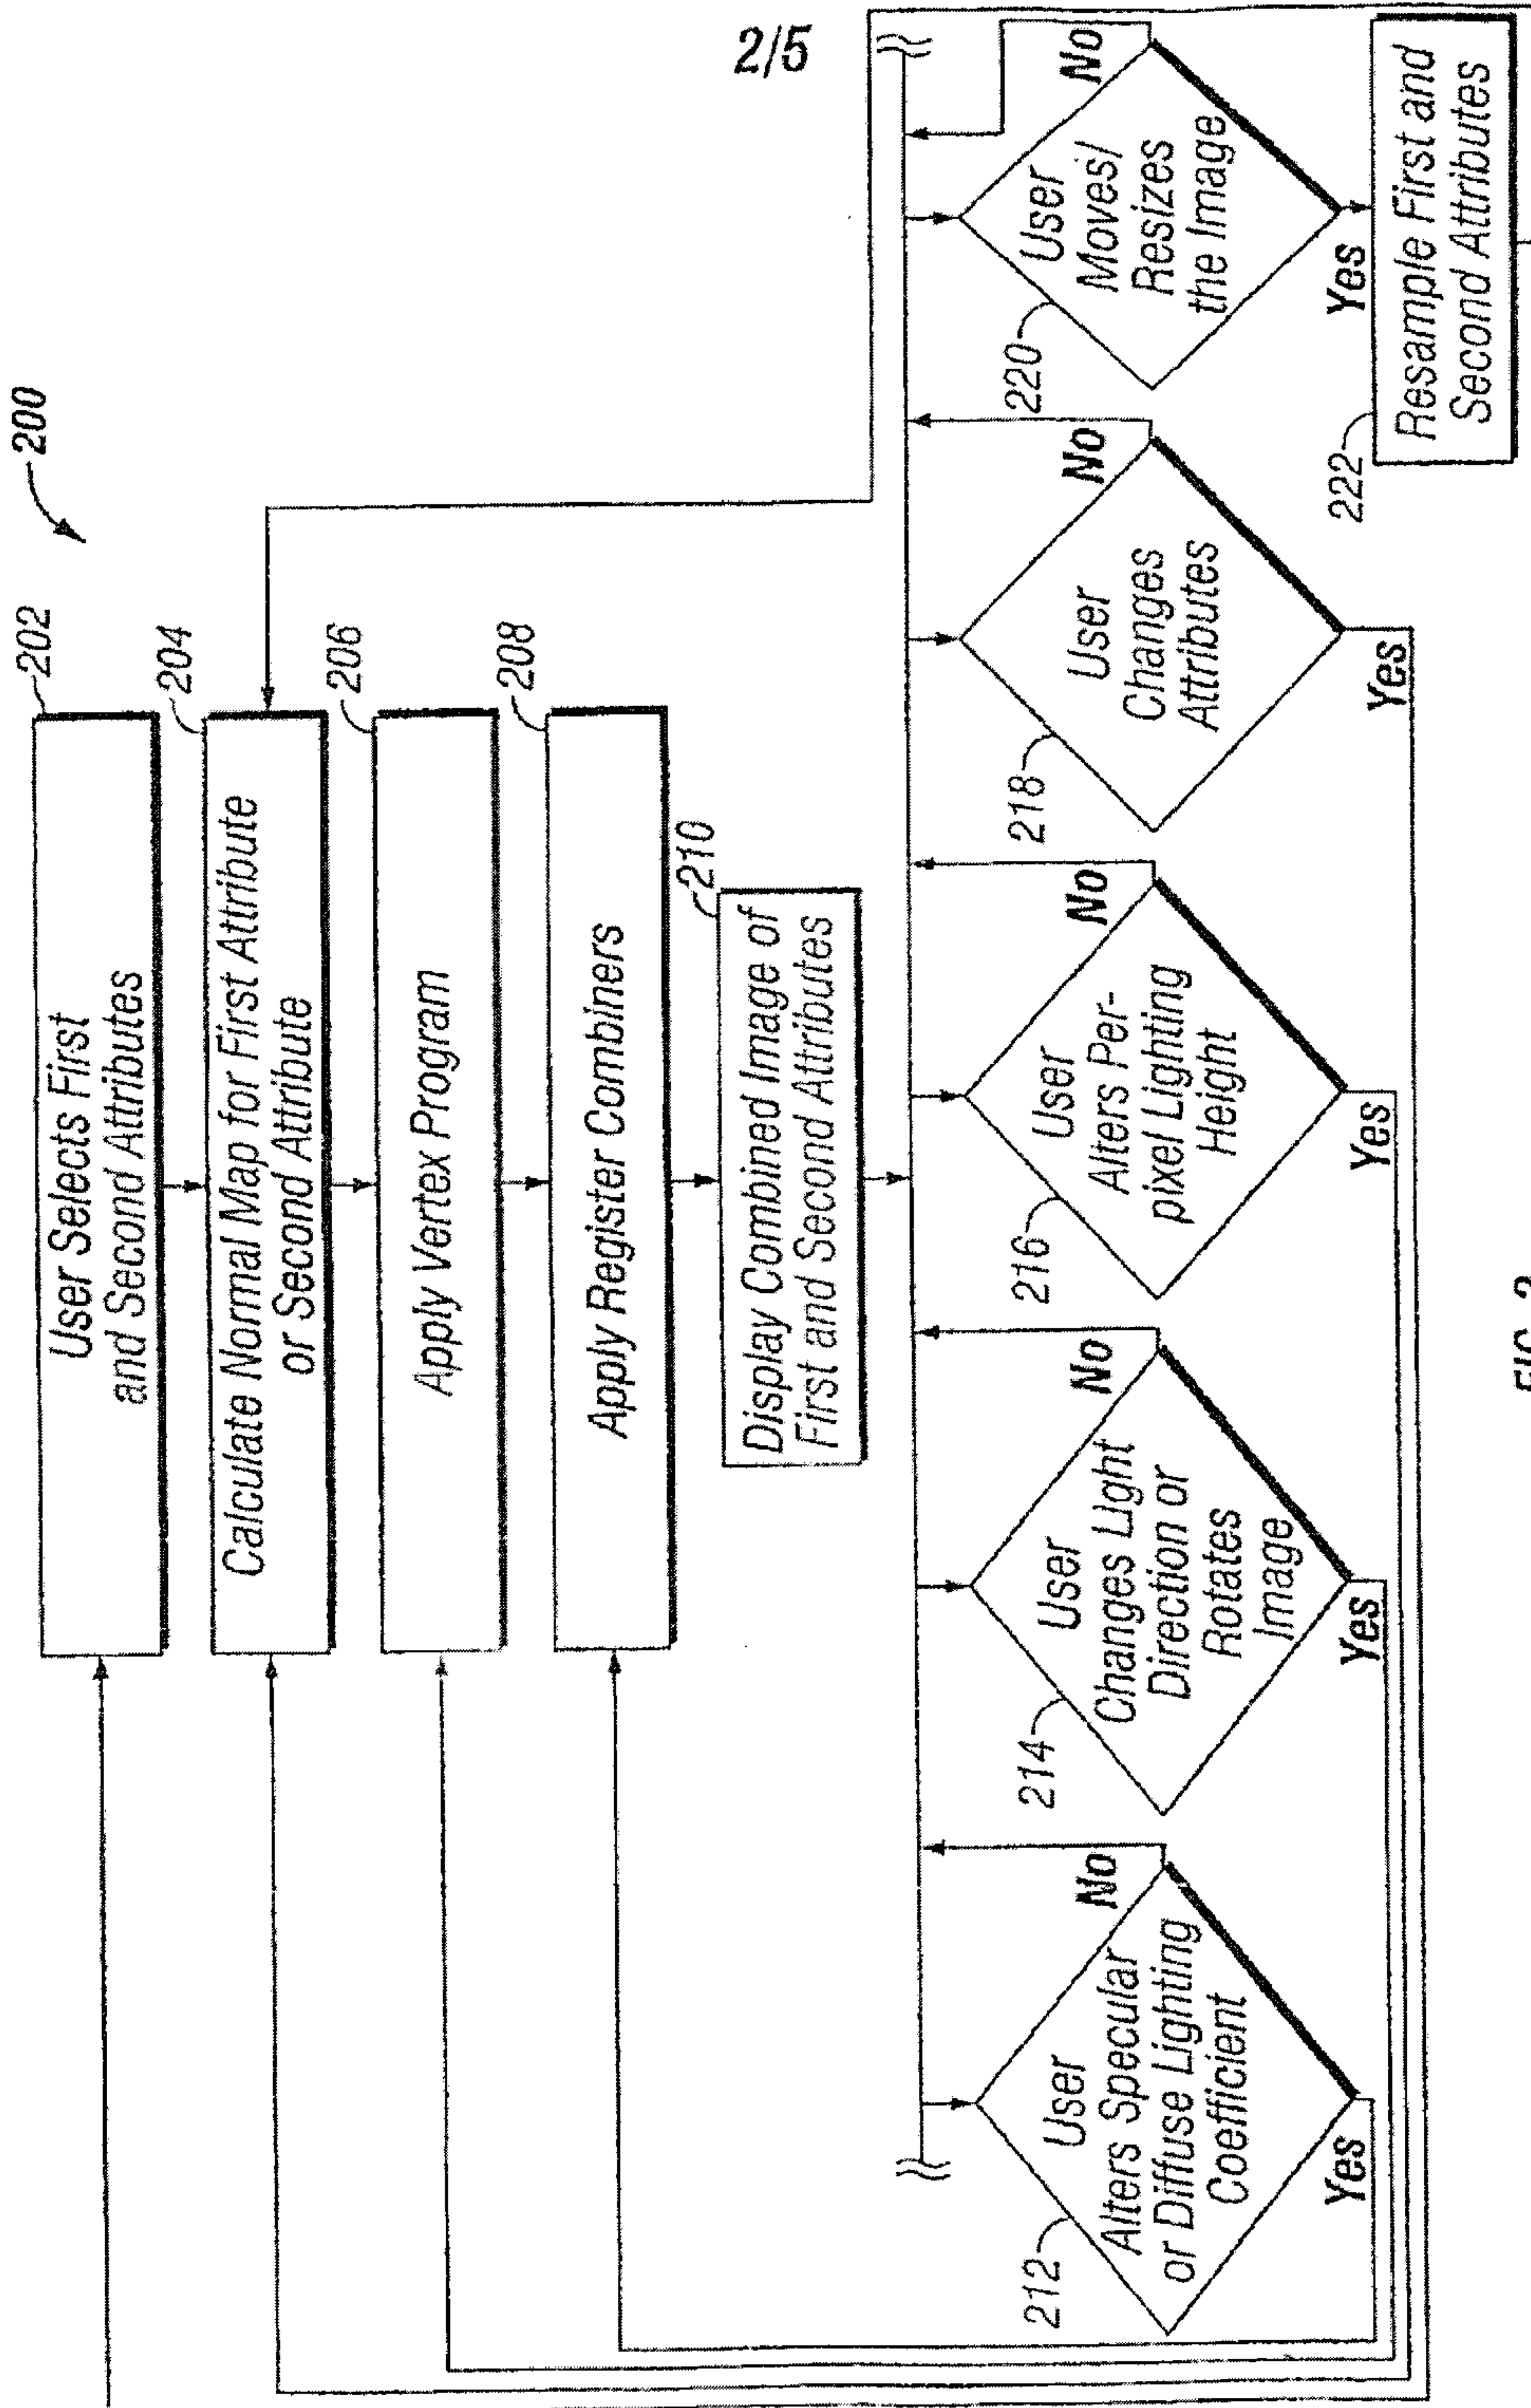 2/5
200
202
User Selects First
and Second Attributes
204
Calculate Normal Map for First Attribute
or Second Attribute
206
Apply Vertex Program
208
Apply Register Combiners
210
Display Combined Image of
First and Second Attributes
212
User
Alters Specular
or Diffuse Lighting
Coefficient
No
Yes
214
User
Changes Light
Direction or
Rotates
Image
No
Yes
216
User
Alters Per-
pixel Lighting
Height
No
Yes
218
User
Changes
Attributes
No
Yes
220
User
Moves/
Resizes
the Image
No
Yes
222
Resample First and
Second Attributes